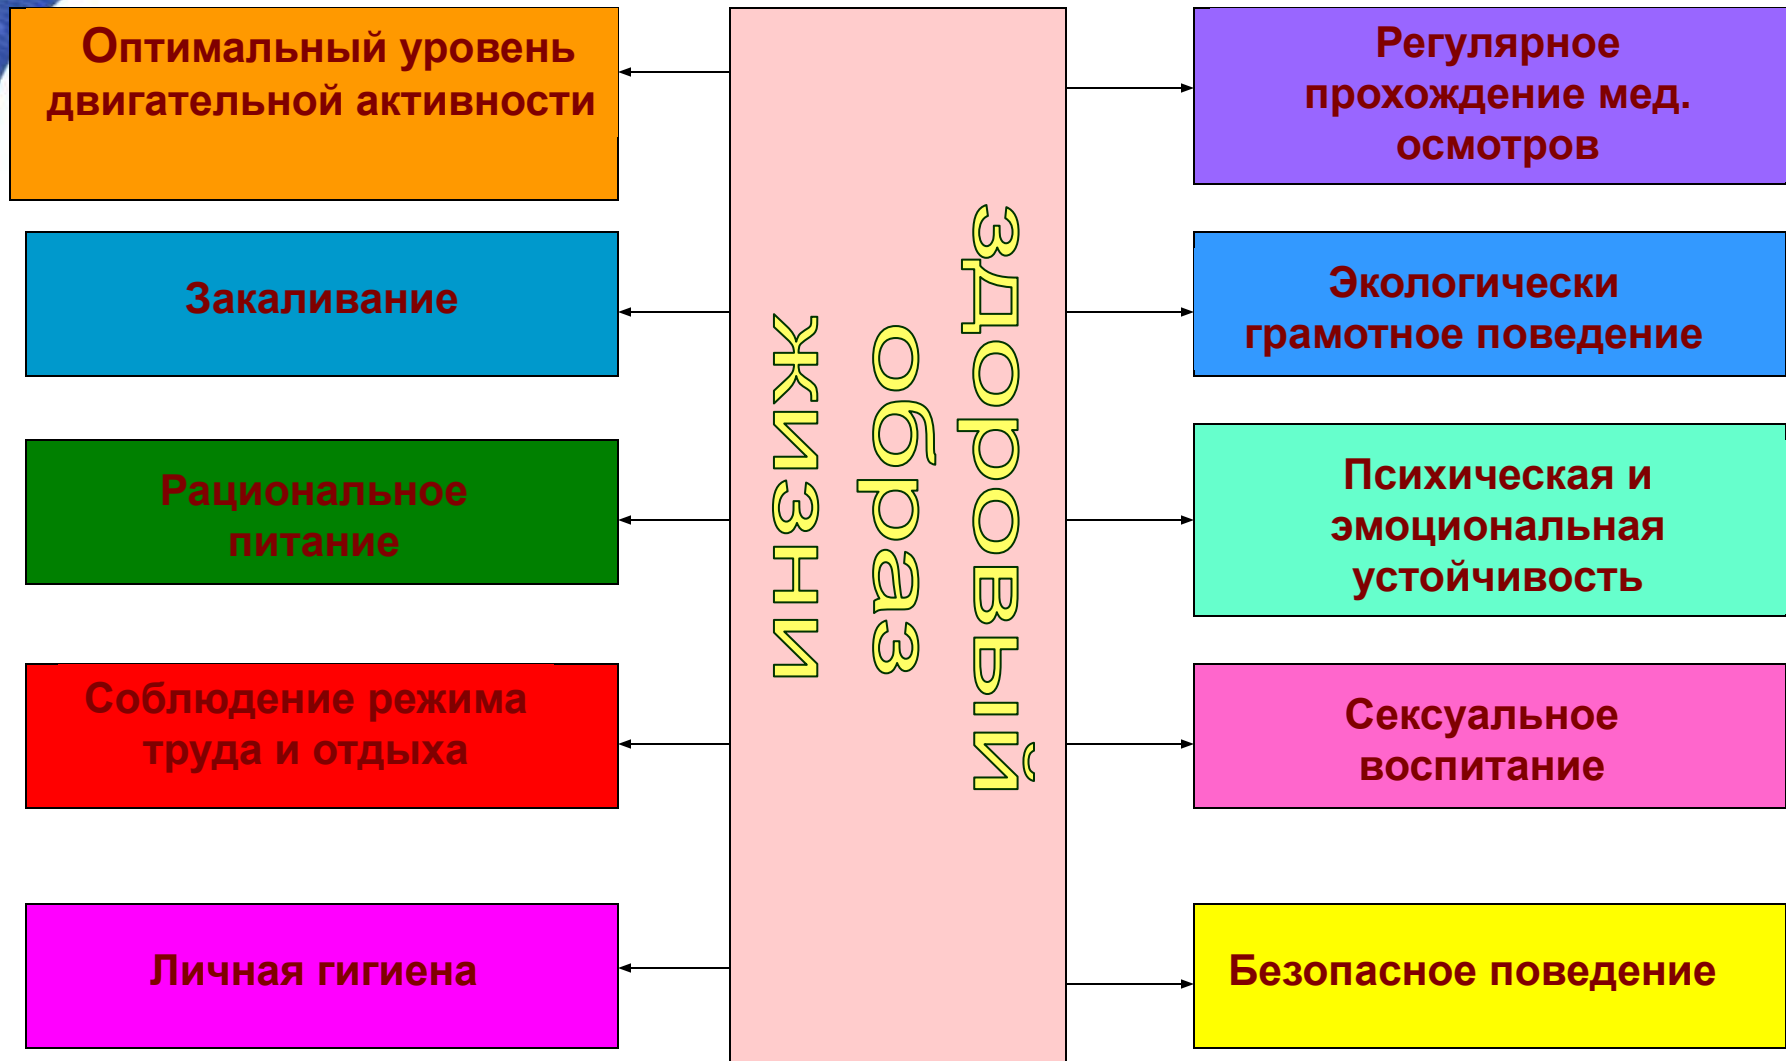 Оптимальный уровень
двигательной активности
Закаливание
Рациональное
питание
Соблюдение режима
труда и отдыха
Личная гигиена
здоровый
образ
жизни
Регулярное
прохождение мед.
осмотров
Экологически
грамотное поведение
Психическая и
эмоциональная
устойчивость
Сексуальное
воспитание
Безопасное поведение